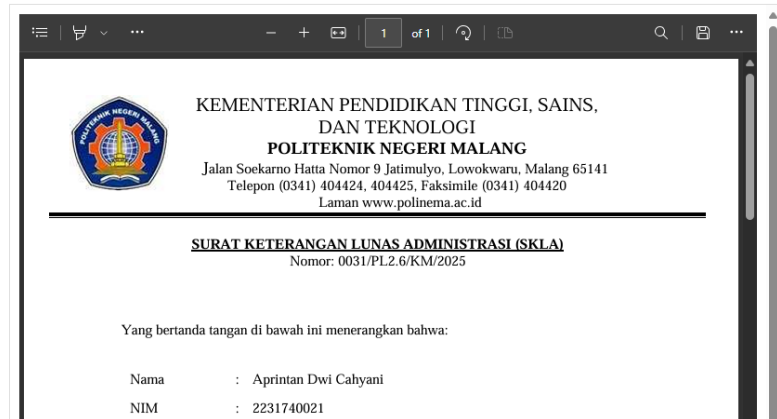 1 of 1
POLITEKNIK NEGERI MALANG
KEMENTERIAN PENDIDIKAN TINGGI, SAINS,
DAN TEKNOLOGI
POLITEKNIK NEGERI MALANG
Jalan Soekarno Hatta Nomor 9 Jatimulyo, Lowokwaru, Malang 65141
Telepon (0341) 404424, 404425, Faksimile (0341) 404420
Laman www.polinema.ac.id
SURAT KETERANGAN LUNAS ADMINISTRASI (SKLA)
Nomor: 0031/PL2.6/KM/2025
Yang bertanda tangan di bawah ini menerangkan bahwa:
Nama : Aprintan Dwi Cahyani
NIM : 2231740021